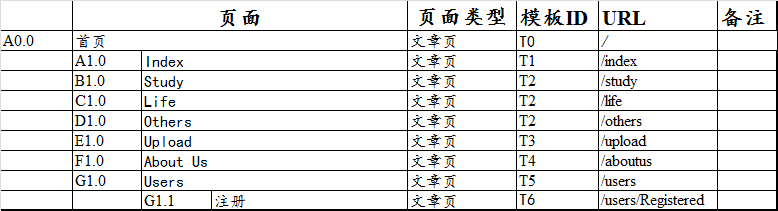 页面 页面类型 模板ID URL 备注
A0.0 首页 文章页 T0 /
A1.0 Index 文章页 T1 /index
B1.0 Study 文章页 T2 /study
C1.0 Life 文章页 T2 /life
D1.0 Others 文章页 T2 /others
E1.0 Upload 文章页 T3 /upload
F1.0 About Us 文章页 T4 /aboutus
G1.0 Users 文章页 T5 /users
G1.1 注册 文章页 T6 /users/Registered